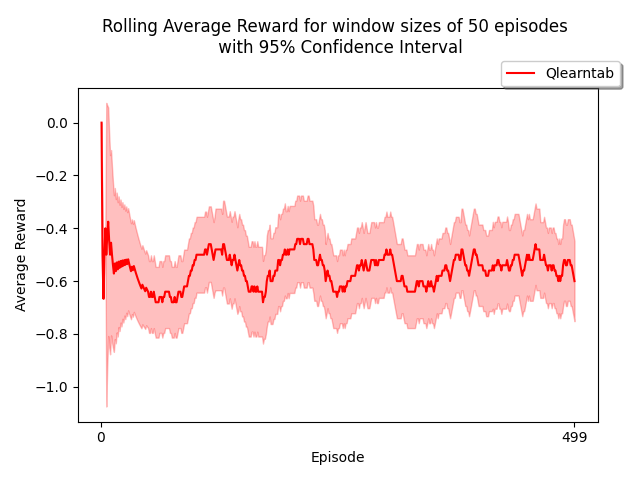 Rolling Average Reward for window sizes of 50 episodes
with 95% Confidence Interval
Qlearntab
0.0
−0.2
−0.4
−0.6
−0.8
−1.0
Average Reward
0
499
Episode